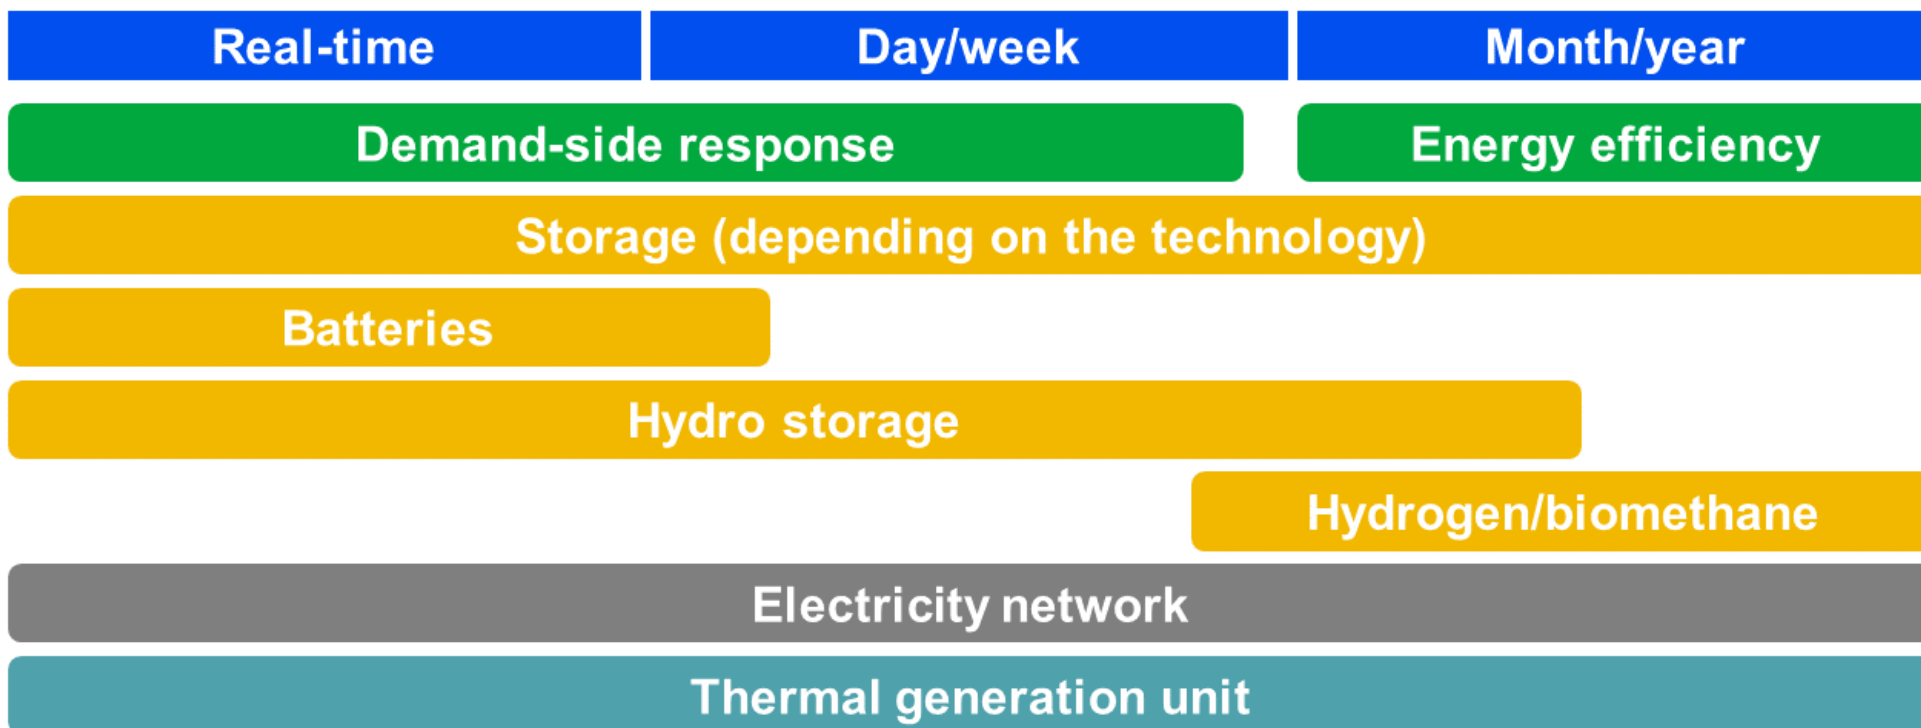 Real-time Day/week Month/year
Demand-side response Energy efficiency
Storage (depending on the technology)
Batteries
Hydro storage
Hydrogen/biomethane
Electricity network
Thermal generation unit